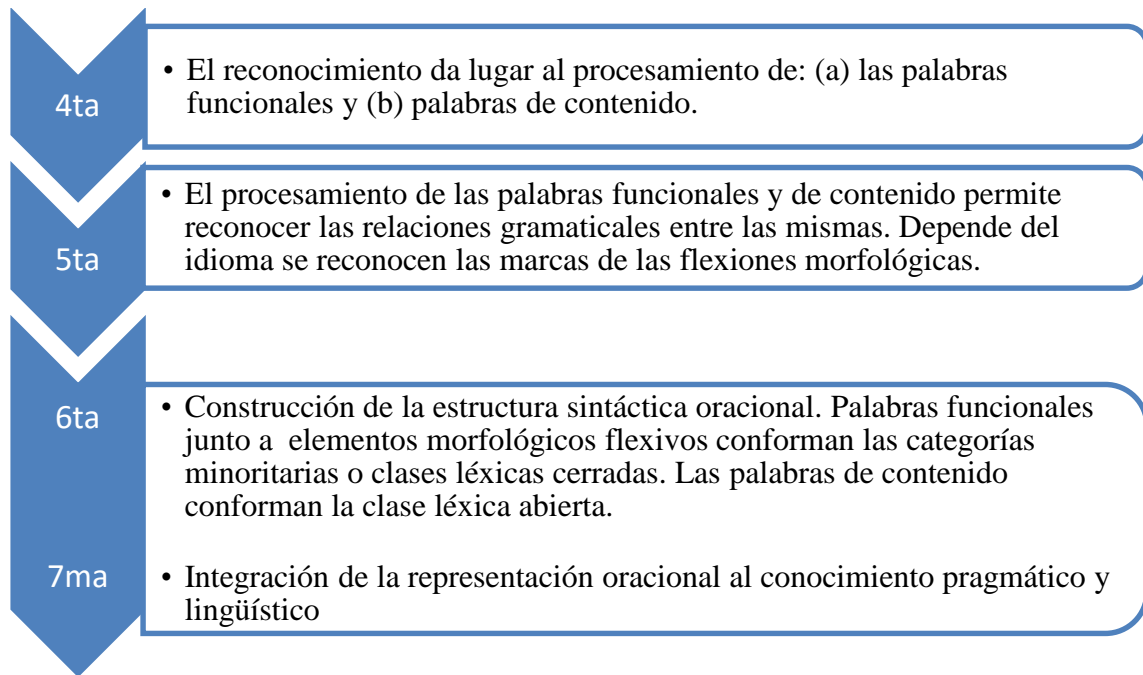 4ta
• El reconocimiento da lugar al procesamiento de: (a) las palabras
funcionales y (b) palabras de contenido.
5ta
• El procesamiento de las palabras funcionales y de contenido permite
reconocer las relaciones gramaticales entre las mismas. Depende del
idioma se reconocen las marcas de las flexiones morfológicas.
6ta
• Construcción de la estructura sintáctica oracional. Palabras funcionales
junto a elementos morfológicos flexivos conforman las categorías
minoritarias o clases léxicas cerradas. Las palabras de contenido
conforman la clase léxica abierta.
7ma
• Integración de la representación oracional al conocimiento pragmático y
lingüístico